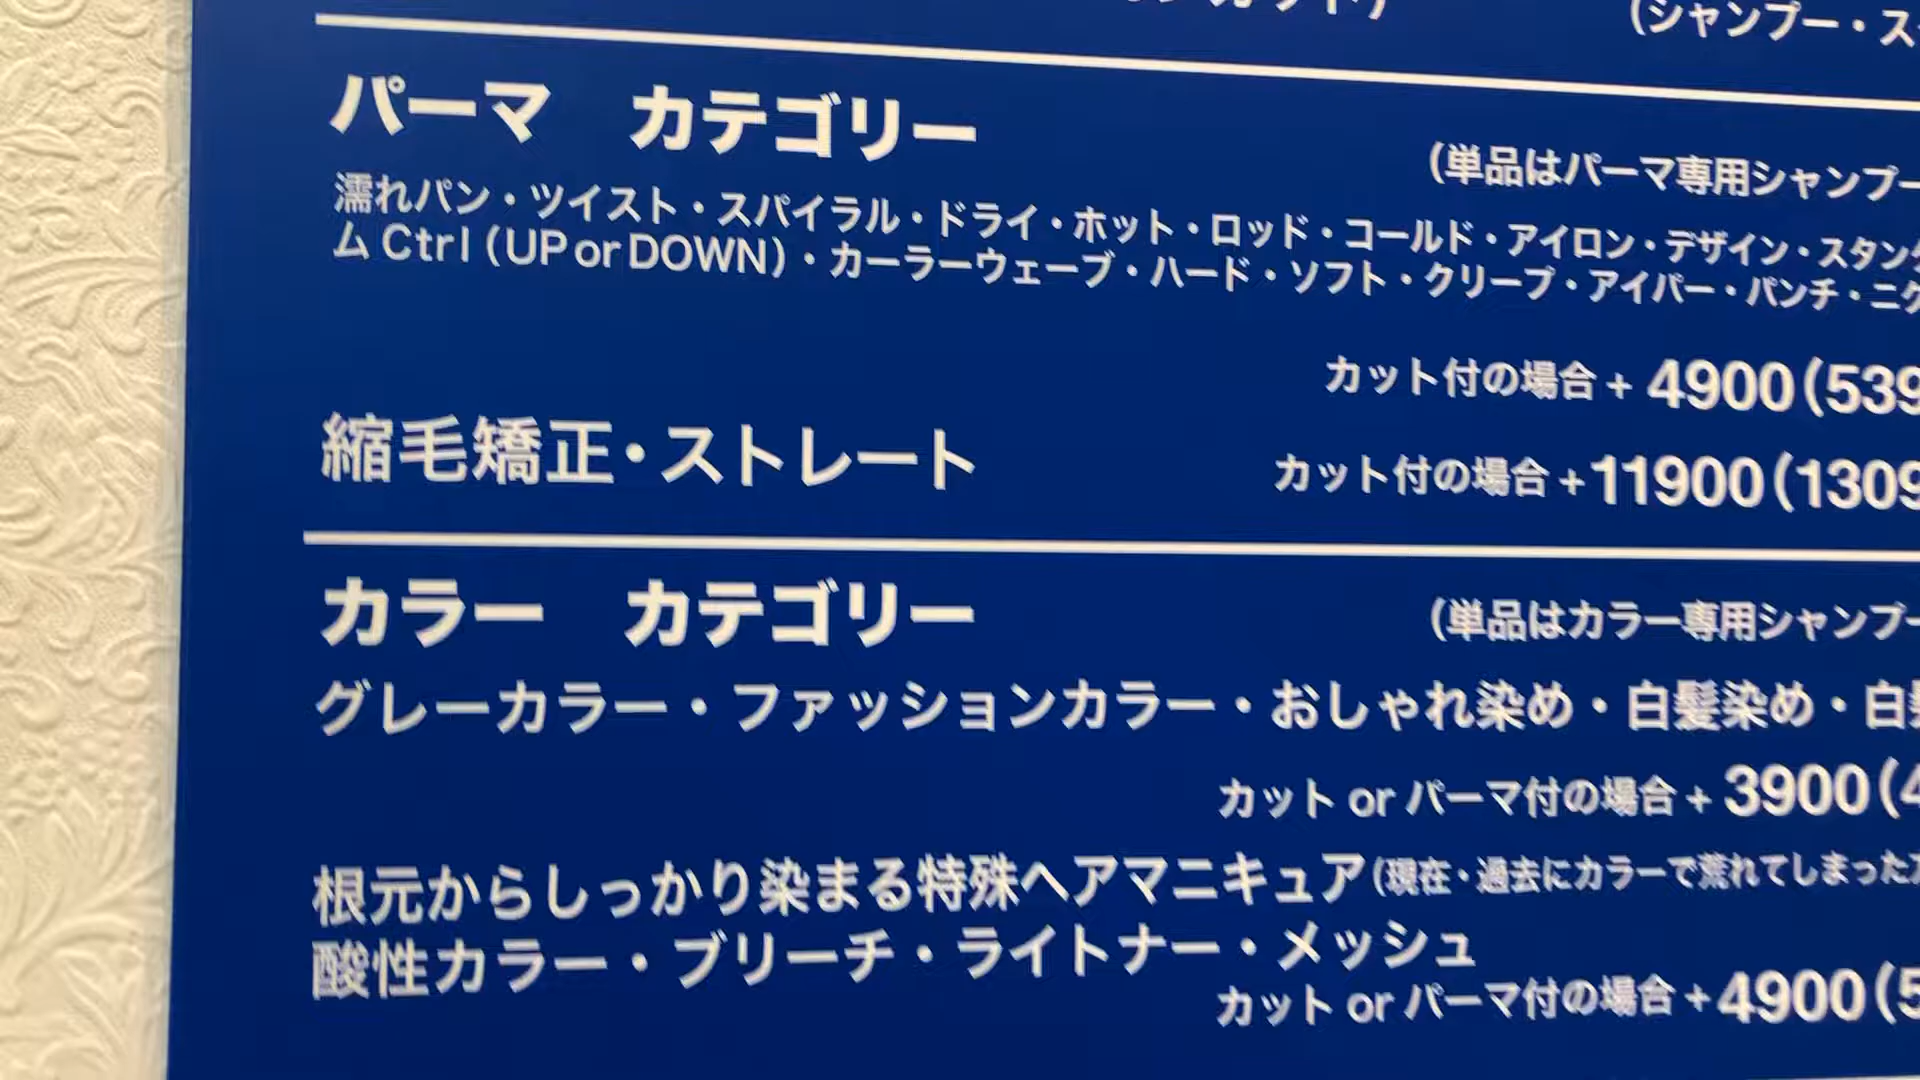 (シャンプー・ス
パーマ　カテゴリー
(単品はパーマ専用シャンプー
濡れパン・ツイスト・スパイラル・ドライ・ホット・ロッド・コールド・アイロン・デザイン・スタンダ
ム Ctrl (UPorDOWN)・カーラーウェーブ・ハード・ソフト・クリープ・アイパー・パンチ・ニグ
カット付の場合 + 4900(539
縮毛矯正・ストレート
カット付の場合 +11900(1309
カラー　カテゴリー
(単品はカラー専用シャンプー
グレーカラー・ファッションカラー・おしゃれ染め・白髪染め・白髪
カット or パーマ付の場合 + 3900(4
根元からしっかり染まる特殊ヘアマニキュア(現在・過去にカラーで荒れてしまった方
酸性カラー・ブリーチ・ライトナー・メッシュ
カット or パーマ付の場合 +4900(5